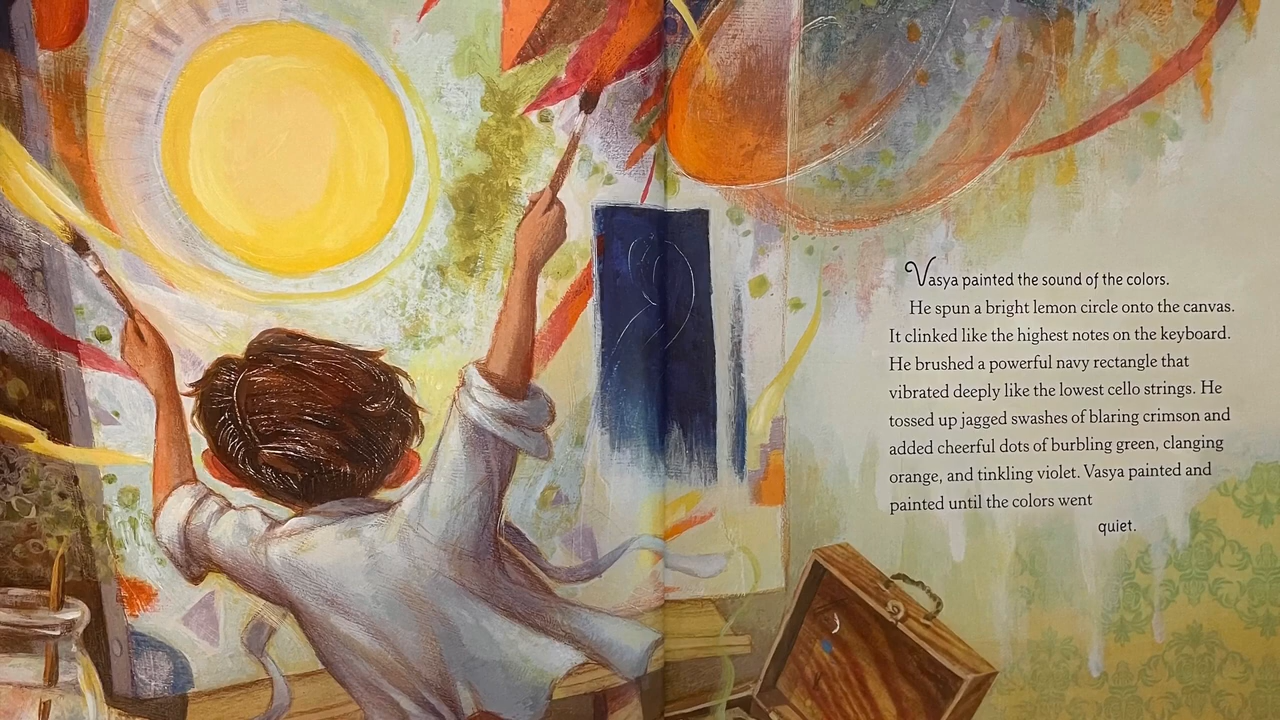 Vasya painted the sound of the colors.
He spun a bright lemon circle onto the canvas.
It clinked like the highest notes on the keyboard.
He brushed a powerful navy rectangle that
vibrated deeply like the lowest cello strings. He
tossed up jagged swashes of blaring crimson and
added cheerful dots of burbling green, clanging
orange, and tinkling violet. Vasya painted and
painted until the colors went
quiet.